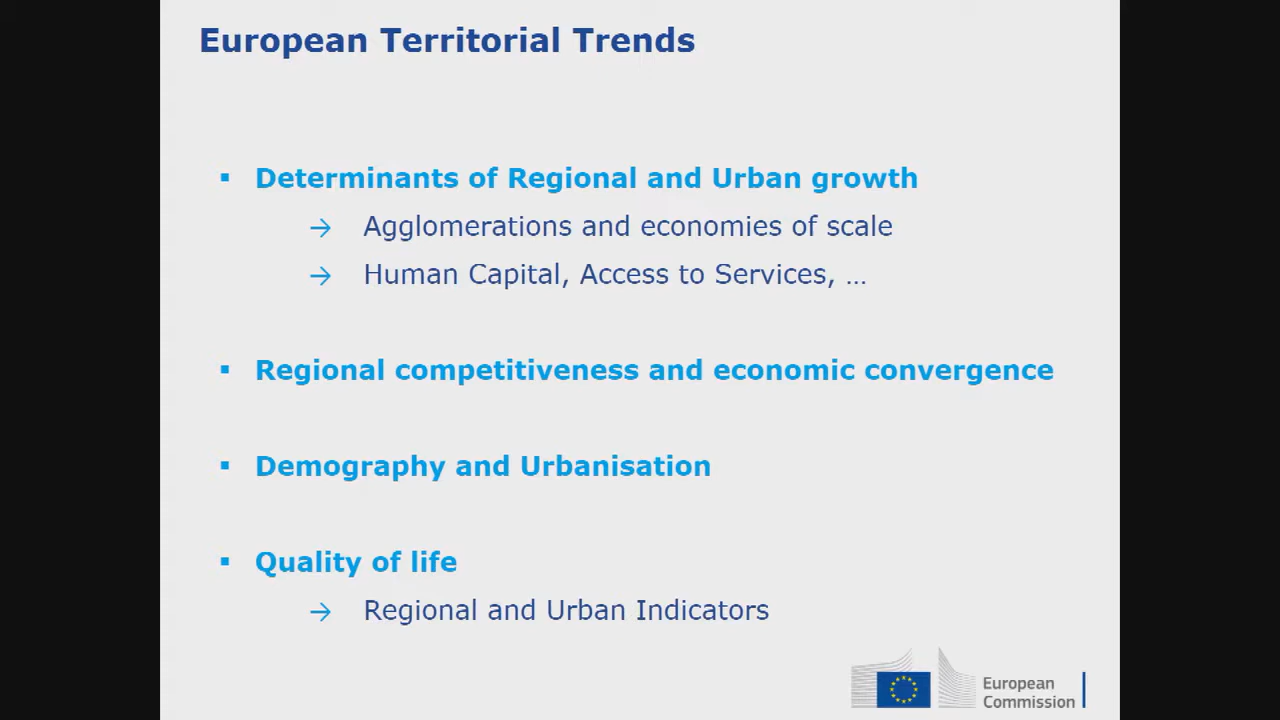 European Territorial Trends
▪ Determinants of Regional and Urban growth
→ Agglomerations and economies of scale
→ Human Capital, Access to Services, …
▪ Regional competitiveness and economic convergence
▪ Demography and Urbanisation
▪ Quality of life
→ Regional and Urban Indicators
European
Commission